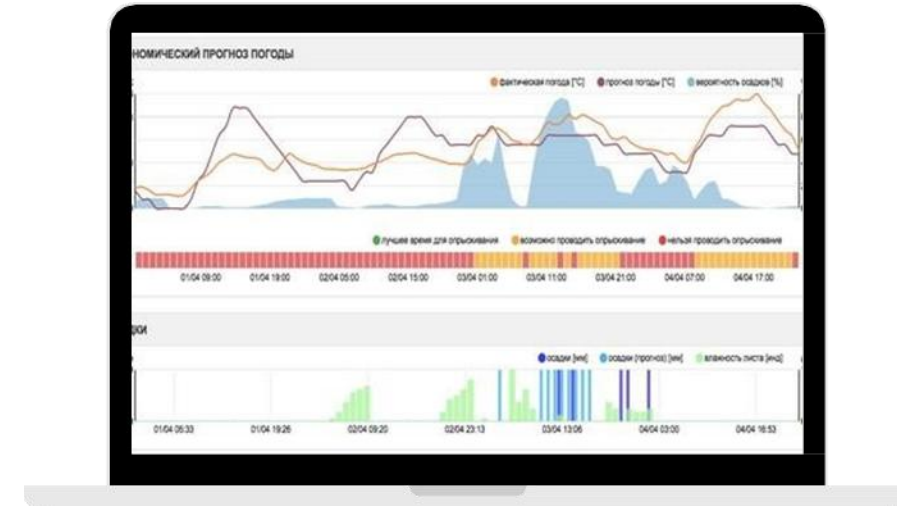 НОМИЧЕСКИЙ ПРОГНОЗ ПОГОДЫ
фактическая погода [°C] прогноз погоды [°C] вероятность осадков [%]
лучшее время для опрыскивания возможно проводить опрыскивание нельзя проводить опрыскивание
01/04 09:00 01/04 19:00 02/04 05:00 02/04 15:00 03/04 01:00 03/04 11:00 03/04 21:00 04/04 07:00 04/04 17:00
ДКИ
осадки [мм] осадки (прогноз) [мм] влажность листа [инд]
01/04 05:33 01/04 19:26 02/04 09:20 02/04 23:13 03/04 13:06 04/04 03:00 04/04 16:53